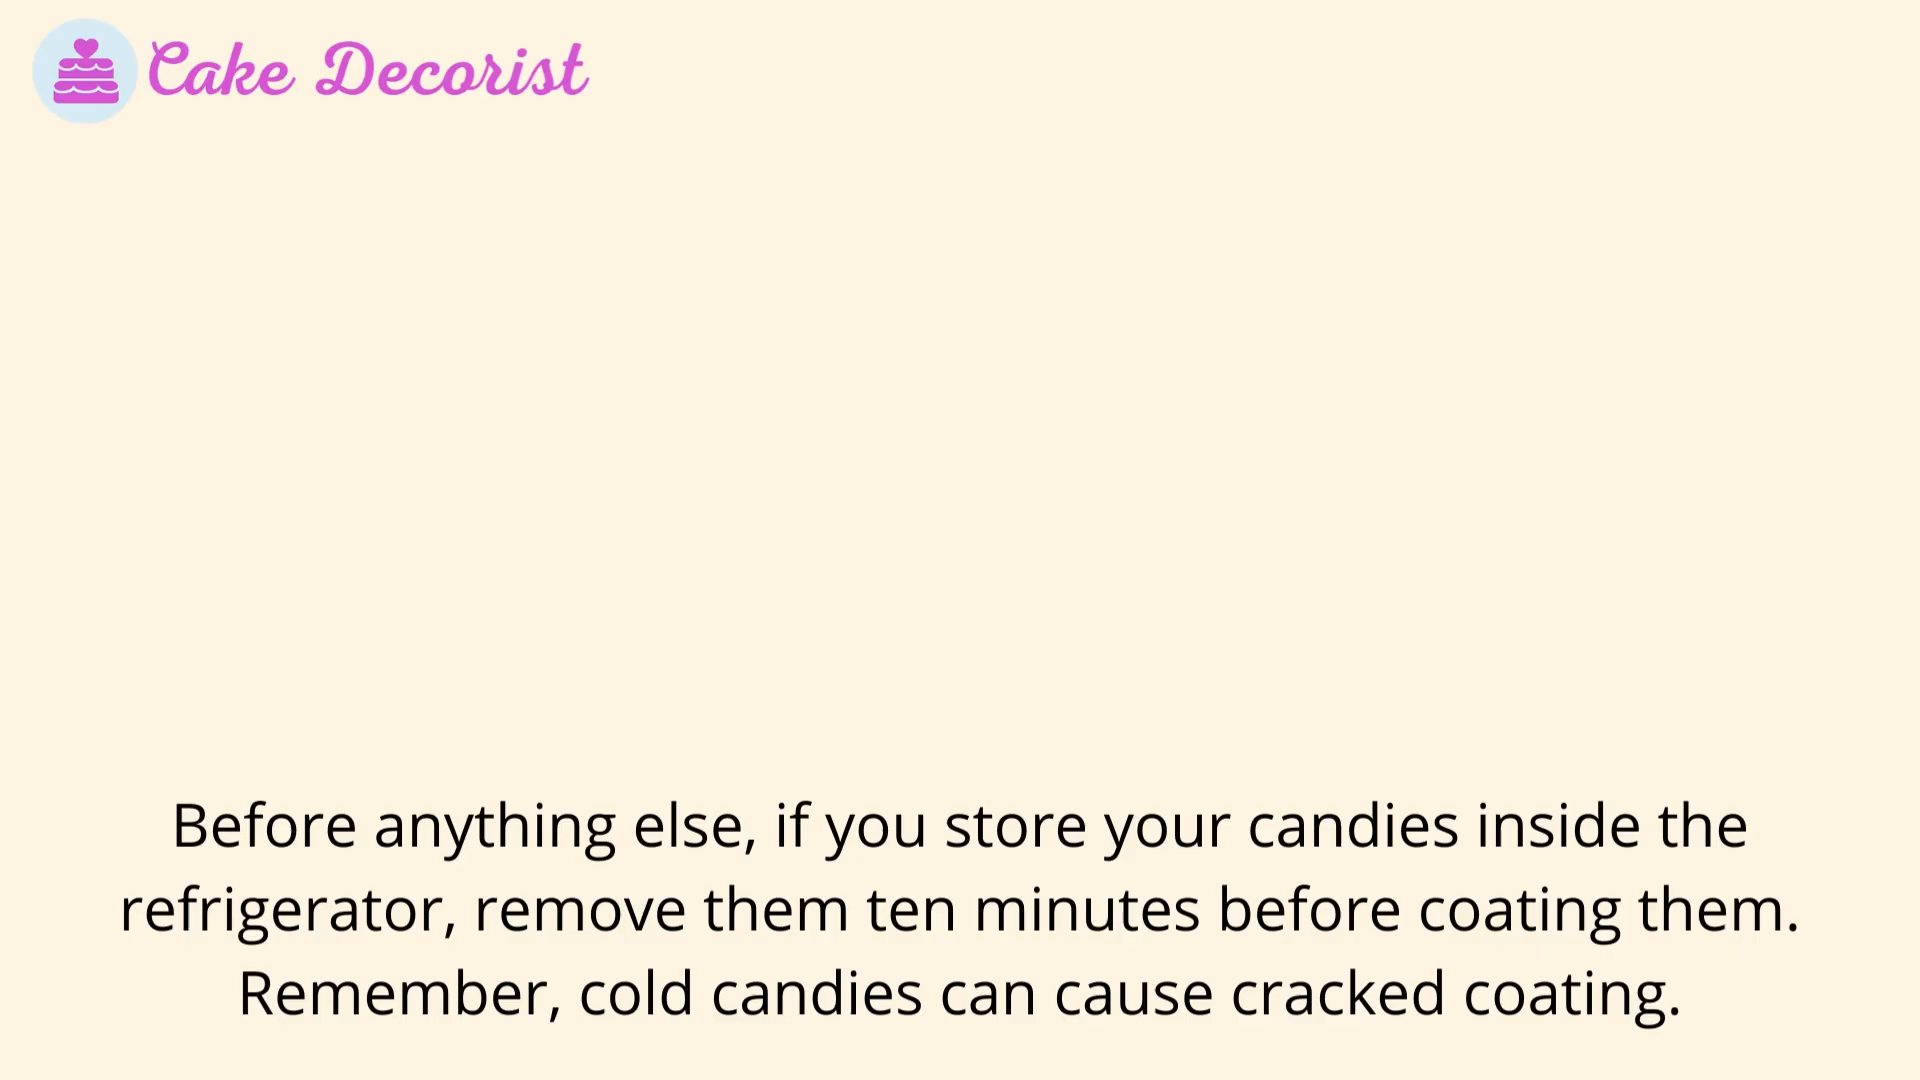 Cake Decorist
Before anything else, if you store your candies inside the
refrigerator, remove them ten minutes before coating them.
Remember, cold candies can cause cracked coating.